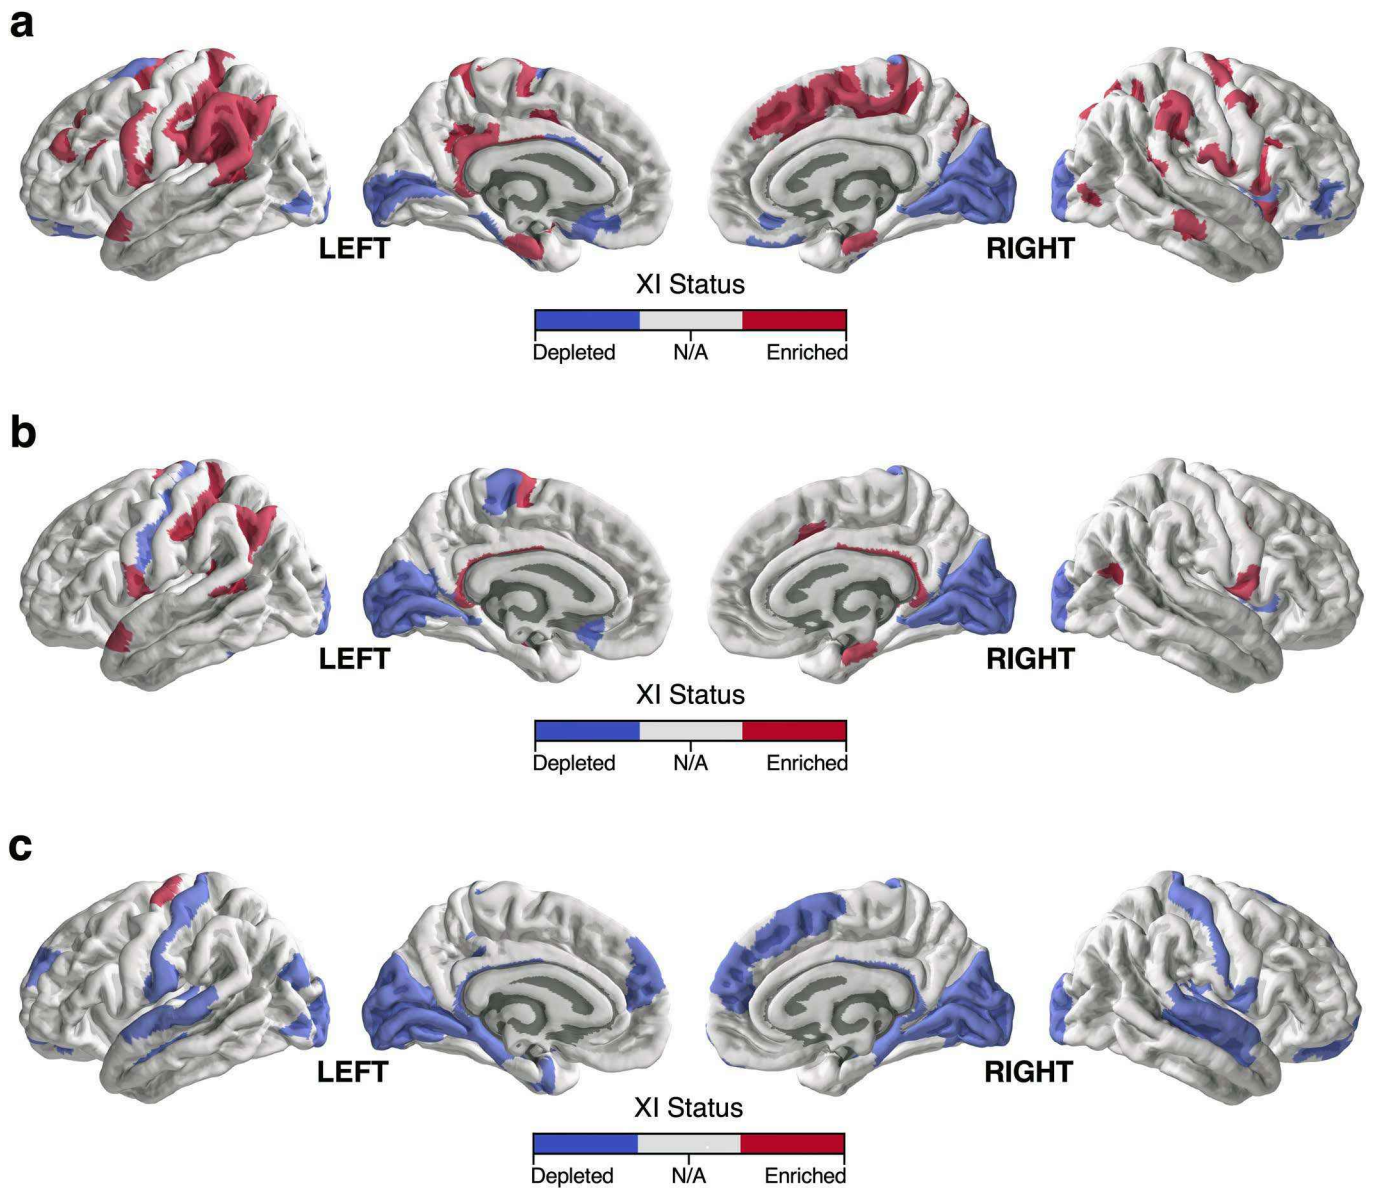 a
LEFT
RIGHT
XI Status
Depleted N/A Enriched
b
LEFT
RIGHT
XI Status
Depleted N/A Enriched
c
LEFT
RIGHT
XI Status
Depleted N/A Enriched